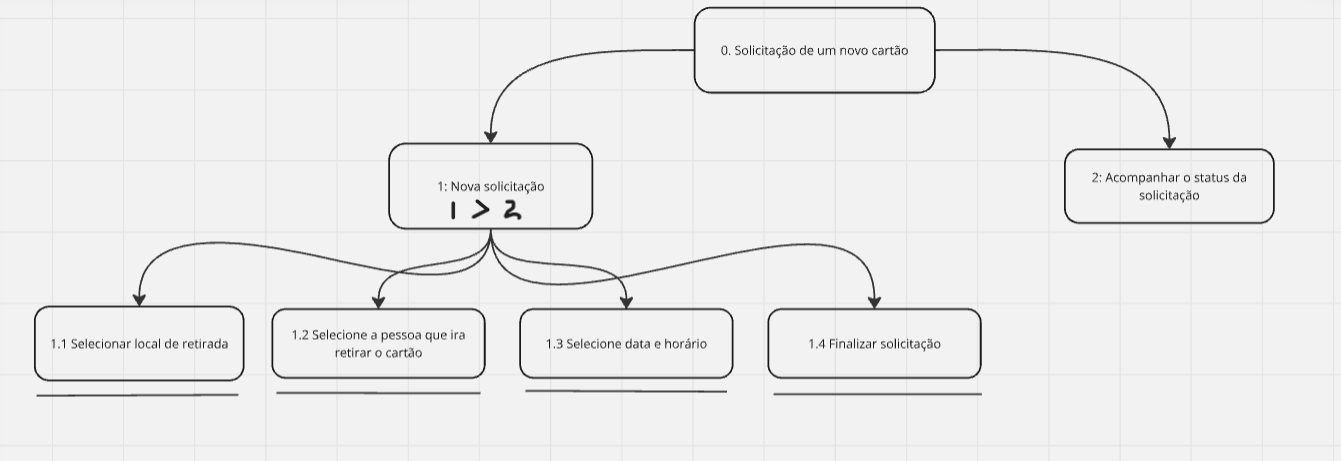 0. Solicitação de um novo cartão
1: Nova solicitação
1 > 2
2: Acompanhar o status da
solicitação
1.1 Selecionar local de retirada
1.2 Selecione a pessoa que ira
retirar o cartão
1.3 Selecione data e horário
1.4 Finalizar solicitação